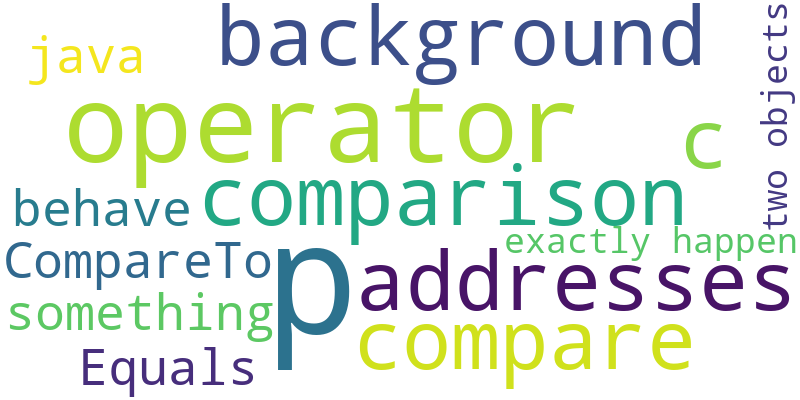 background
java
operator
two objects
c
comparison
behave
exactly happen
CompareTo
p
addresses
something
compare
Equals